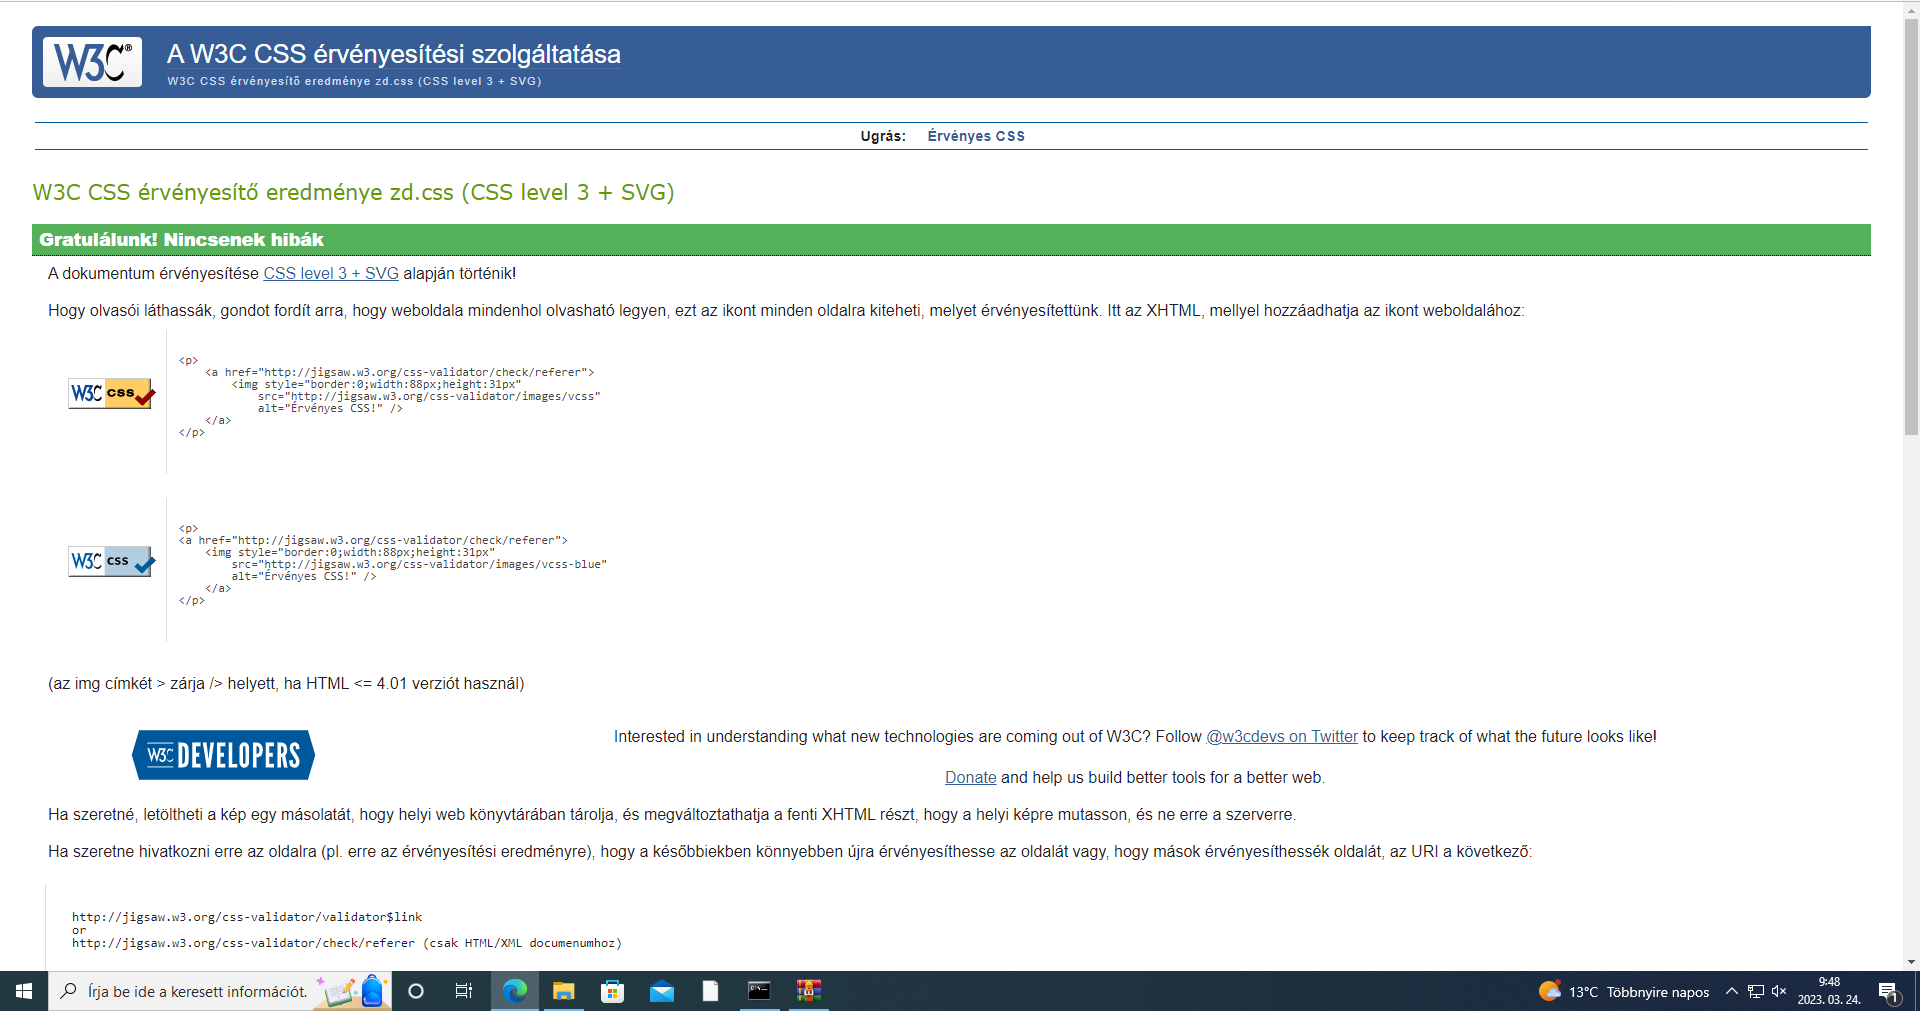 W3C®
A W3C CSS érvényesítési szolgáltatása
W3C CSS érvényesítő eredménye zd.css (CSS level 3 + SVG)
Ugrás: Érvényes CSS
W3C CSS érvényesítő eredménye zd.css (CSS level 3 + SVG)
Gratulálunk! Nincsenek hibák
A dokumentum érvényesítése CSS level 3 + SVG alapján történik!
Hogy olvasói láthassák, gondot fordít arra, hogy weboldala mindenhol olvasható legyen, ezt az ikont minden oldalra kiteheti, melyet érvényesítettünk. Itt az XHTML, mellyel hozzáadhatja az ikont weboldalához:
W3C css
<p>
<a href="http://jigsaw.w3.org/css-validator/check/referer">
<img style="border:0;width:88px;height:31px"
src="http://jigsaw.w3.org/css-validator/images/vcss"
alt="Érvényes CSS!" />
</a>
</p>
W3C css
<p>
<a href="http://jigsaw.w3.org/css-validator/check/referer">
<img style="border:0;width:88px;height:31px"
src="http://jigsaw.w3.org/css-validator/images/vcss-blue"
alt="Érvényes CSS!" />
</a>
</p>
(az img címkét > zárja /> helyett, ha HTML <= 4.01 verziót használ)
W3C DEVELOPERS
Interested in understanding what new technologies are coming out of W3C? Follow @w3cdevs on Twitter to keep track of what the future looks like!
Donate and help us build better tools for a better web.
Ha szeretné, letöltheti a kép egy másolatát, hogy helyi web könyvtárában tárolja, és megváltoztathatja a fenti XHTML részt, hogy a helyi képre mutasson, és ne erre a szerverre.
Ha szeretne hivatkozni erre az oldalra (pl. erre az érvényesítési eredményre), hogy a későbbiekben könnyebben újra érvényesíthesse az oldalát vagy, hogy mások érvényesíthessék oldalát, az URI a következő:
http://jigsaw.w3.org/css-validator/validator$link
or
http://jigsaw.w3.org/css-validator/check/referer (csak HTML/XML documenumhoz)
Írja be ide a keresett információt.
13°C Többnyire napos
9:48
2023. 03. 24.
1